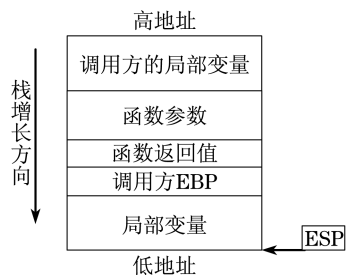 高地址
调用方的局部变量
栈增长方向
函数参数
函数返回值
调用方EBP
局部变量
ESP
低地址